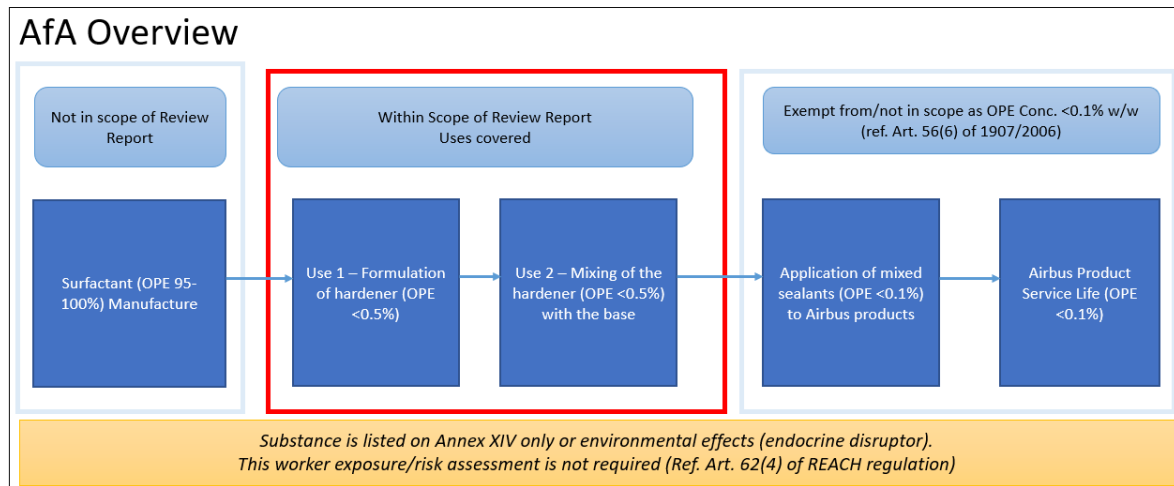 AfA Overview
Not in scope of Review
Report
Within Scope of Review Report
Uses covered
Exempt from/not in scope as OPE Conc. <0.1% w/w
(ref. Art. 56(6) of 1907/2006)
Surfactant (OPE 95-
100%) Manufacture
Use 1 – Formulation
of hardener (OPE
<0.5%)
Use 2 – Mixing of the
hardener (OPE <0.5%)
with the base
Application of mixed
sealants (OPE <0.1%)
to Airbus products
Airbus Product
Service Life (OPE
<0.1%)
Substance is listed on Annex XIV only or environmental effects (endocrine disruptor).
This worker exposure/risk assessment is not required (Ref. Art. 62(4) of REACH regulation)